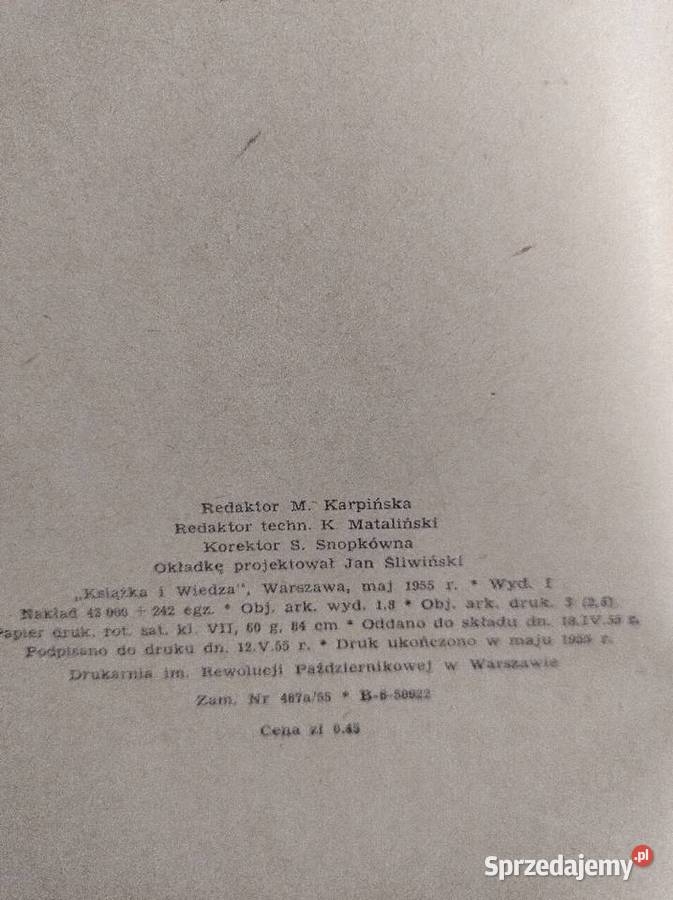 Redaktor M. Karpińska
Redaktor techn. K. Mataliński
Korektor S. Snopkówna
Okładkę projektował Jan Śliwiński
„Książka i Wiedza”, Warszawa, maj 1955 r. * Wyd. I
Nakład 43 000 + 242 egz. * Obj. ark. wyd. 1,8 * Obj. ark. druk. 3 (2,5)
Papier druk. rot. sat. kl. VII, 60 g, 84 cm * Oddano do składu dn. 18.IV.55 r.
Podpisano do druku dn. 12.V.55 r. * Druk ukończono w maju 1955 r.
Drukarnia im. Rewolucji Październikowej w Warszawie
Zam. Nr 467a/55 * B-6-50922
Cena zł 0.45
Sprzedajemy.pl